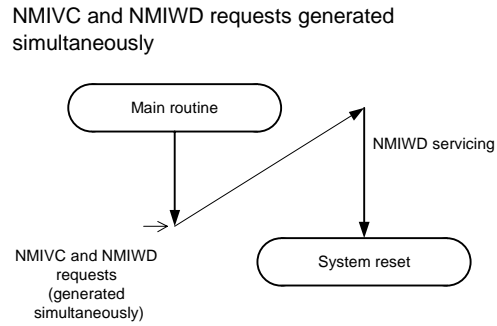 NMIVC and NMIWD requests generated
simultaneously
Main routine
NMIWD servicing
NMIVC and NMIWD
requests
(generated
simultaneously)
System reset